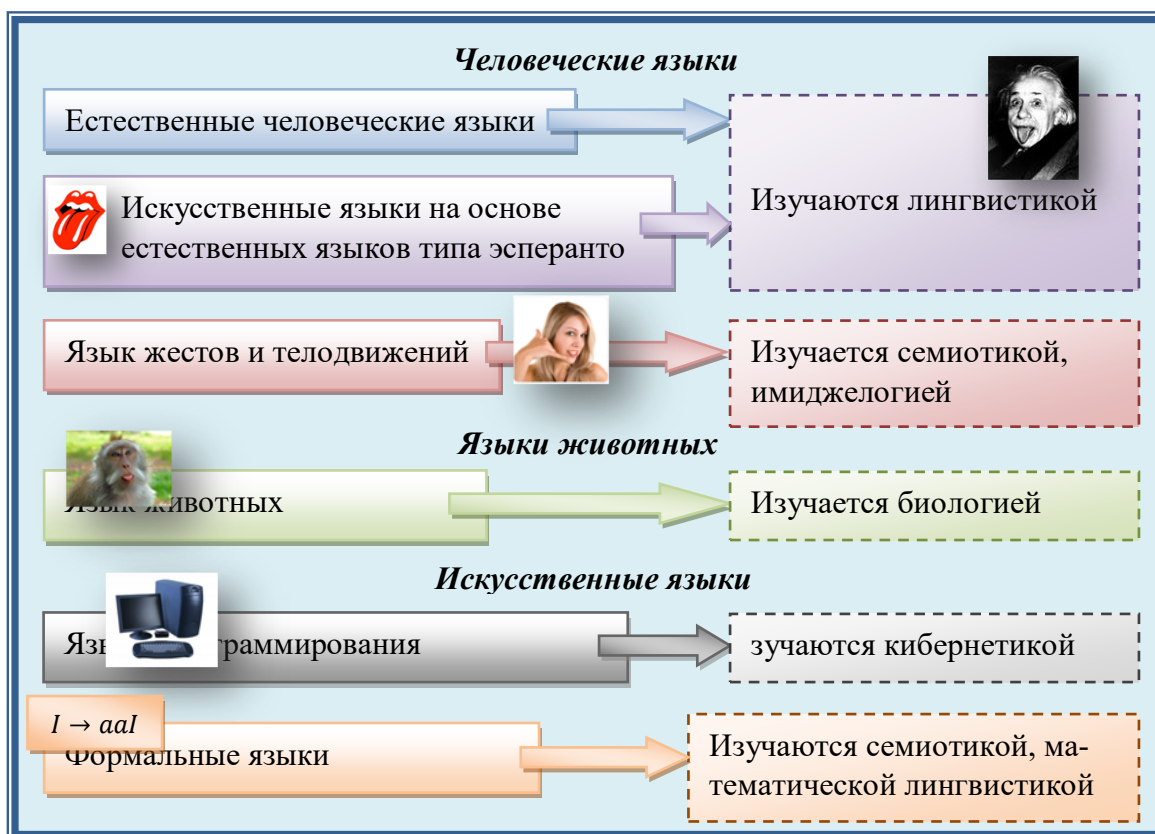 Человеческие языки
Естественные человеческие языки
Искусственные языки на основе
естественных языков типа эсперанто
Изучаются лингвистикой
Язык жестов и телодвижений
Изучается семиотикой,
имиджелогией
Языки животных
Язык животных
Изучается биологией
Искусственные языки
Язы граммирования
зучаются кибернетикой
I → aaI
Формальные языки
Изучаются семиотикой, ма-
тематической лингвистикой